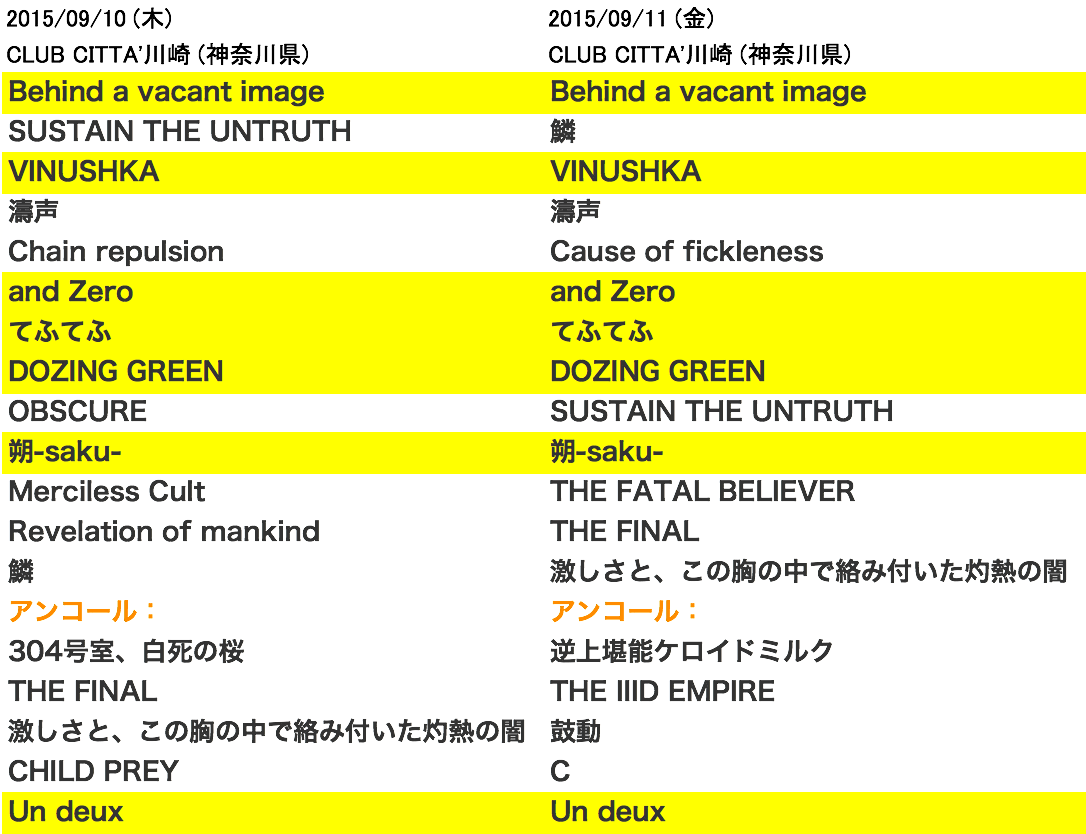 2015/09/10 (木)
CLUB CITTA'川崎 (神奈川県)
Behind a vacant image
SUSTAIN THE UNTRUTH
VINUSHKA
濤声
Chain repulsion
and Zero
てふてふ
DOZING GREEN
OBSCURE
朔-saku-
Merciless Cult
Revelation of mankind
鱗
アンコール：
304号室、白死の桜
THE FINAL
激しさと、この胸の中で絡み付いた灼熱の闇
CHILD PREY
Un deux
2015/09/11 (金)
CLUB CITTA'川崎 (神奈川県)
Behind a vacant image
鱗
VINUSHKA
濤声
Cause of fickleness
and Zero
てふてふ
DOZING GREEN
SUSTAIN THE UNTRUTH
朔-saku-
THE FATAL BELIEVER
THE FINAL
激しさと、この胸の中で絡み付いた灼熱の闇
アンコール：
逆上堪能ケロイドミルク
THE IIID EMPIRE
鼓動
C
Un deux